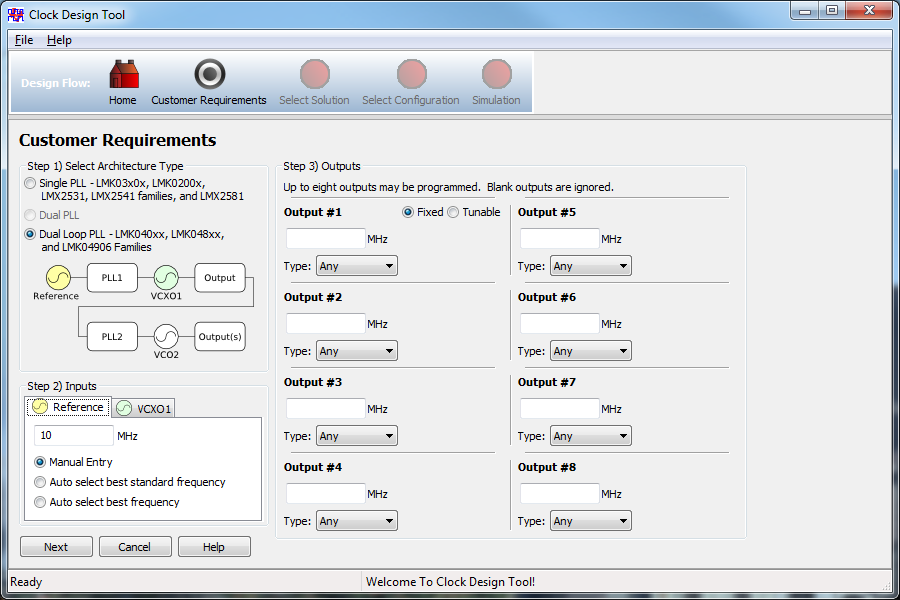 Clock Design Tool
File Help
Design Flow:
Home Customer Requirements Select Solution Select Configuration Simulation
Customer Requirements
Step 1) Select Architecture Type
Single PLL - LMK03x0x, LMK0200x,
LMX2531, LMX2541 families, and LMX2581
Dual PLL
Dual Loop PLL - LMK040xx, LMK048xx,
and LMK04906 Families
PLL1 Output
Reference VCXO1
PLL2 Output(s)
VCO2
Step 2) Inputs
Reference VCXO1
10 MHz
Manual Entry
Auto select best standard frequency
Auto select best frequency
Next Cancel Help
Step 3) Outputs
Up to eight outputs may be programmed. Blank outputs are ignored.
Output #1 Fixed Tunable
MHz
Type: Any
Output #2
MHz
Type: Any
Output #3
MHz
Type: Any
Output #4
MHz
Type: Any
Output #5
MHz
Type: Any
Output #6
MHz
Type: Any
Output #7
MHz
Type: Any
Output #8
MHz
Type: Any
Ready Welcome To Clock Design Tool!